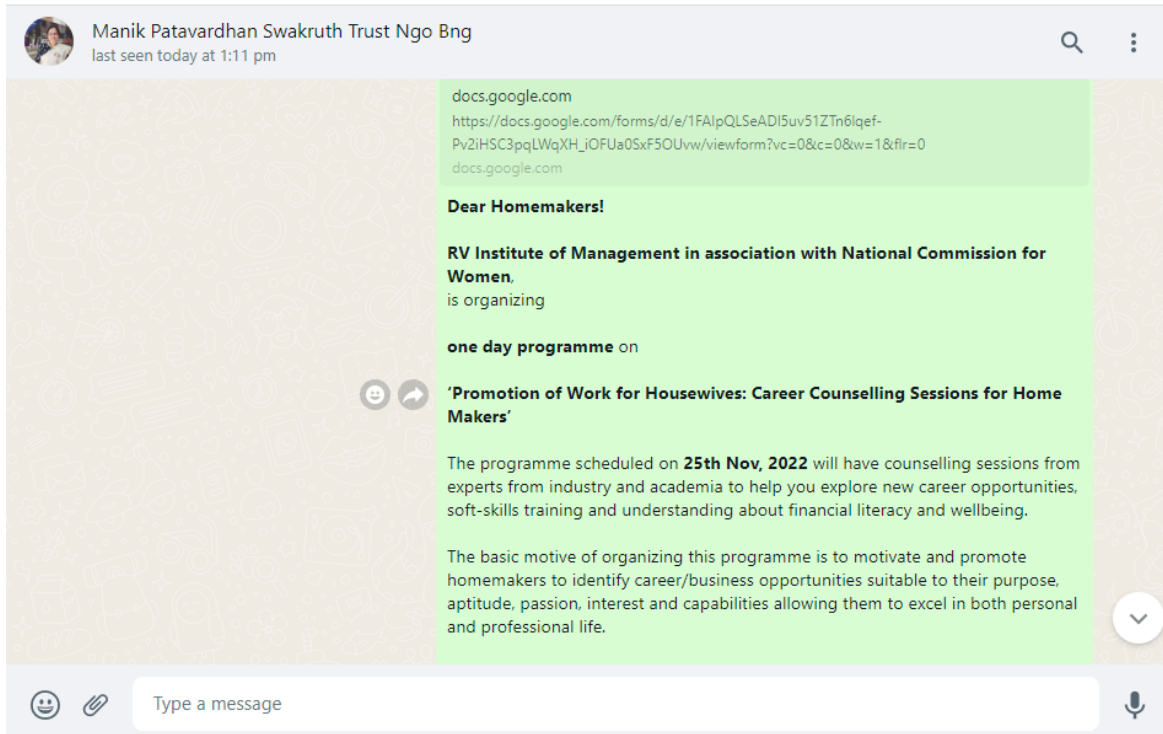 Manik Patavardhan Swakruth Trust Ngo Bng
last seen today at 1:11 pm
docs.google.com
https://docs.google.com/forms/d/e/1FAIpQLSeADI5uv51ZTn6lqef-
Pv2iHSC3pqLWqXH_iOFUa0SxF5OUvw/viewform?vc=0&c=0&w=1&flr=0
docs.google.com
Dear Homemakers!
RV Institute of Management in association with National Commission for
Women,
is organizing
one day programme on
‘Promotion of Work for Housewives: Career Counselling Sessions for Home
Makers’
The programme scheduled on 25th Nov, 2022 will have counselling sessions from
experts from industry and academia to help you explore new career opportunities,
soft-skills training and understanding about financial literacy and wellbeing.
The basic motive of organizing this programme is to motivate and promote
homemakers to identify career/business opportunities suitable to their purpose,
aptitude, passion, interest and capabilities allowing them to excel in both personal
and professional life.
Type a message